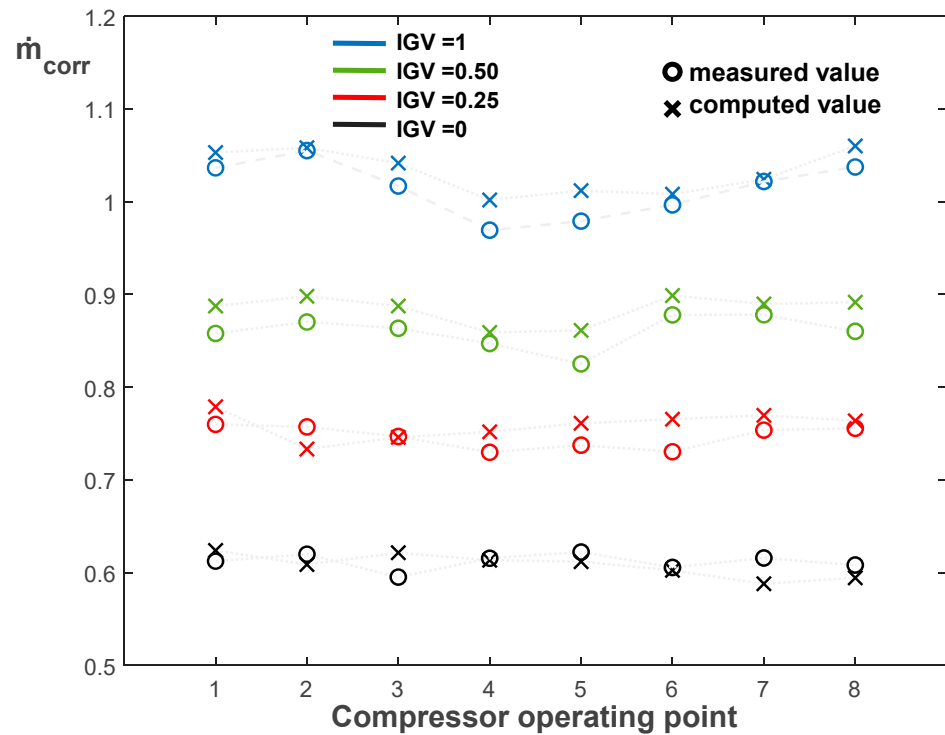 1.2
ṁcorr
IGV =1
IGV =0.50
IGV =0.25
IGV =0
measured value
computed value
1.1
1
0.9
0.8
0.7
0.6
0.5
1 2 3 4 5 6 7 8
Compressor operating point